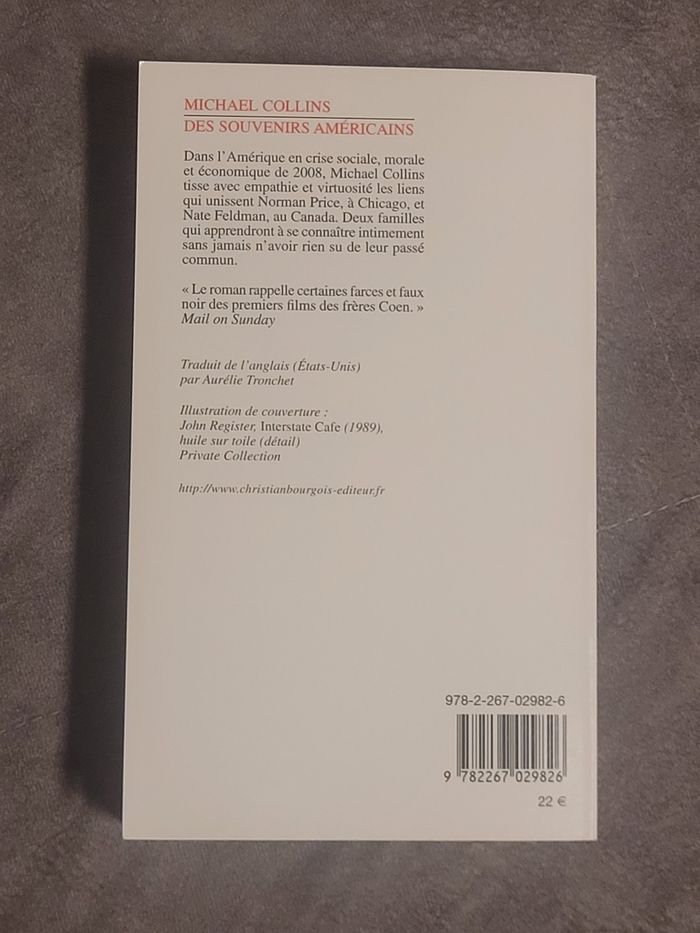 MICHAEL COLLINS
DES SOUVENIRS AMÉRICAINS
Dans l'Amérique en crise sociale, morale
et économique de 2008, Michael Collins
tisse avec empathie et virtuosité les liens
qui unissent Norman Price, à Chicago, et
Nate Feldman, au Canada. Deux familles
qui apprendront à se connaître intimement
sans jamais n'avoir rien su de leur passé
commun.
« Le roman rappelle certaines farces et faux
noir des premiers films des frères Coen. »
Mail on Sunday
Traduit de l'anglais (États-Unis)
par Aurélie Tronchet
Illustration de couverture :
John Register, Interstate Cafe (1989),
huile sur toile (détail)
Private Collection
http://www.christianbourgois-editeur.fr
978-2-267-02982-6
9 782267 029826
22 €